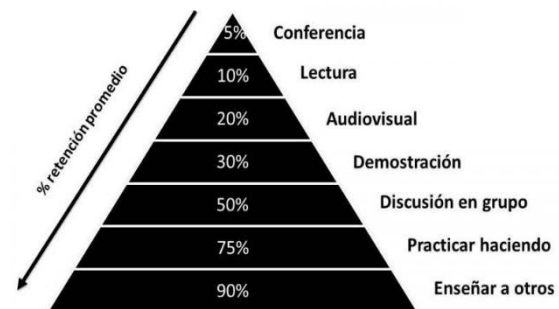 5% Conferencia
10% Lectura
20% Audiovisual
30% Demostración
50% Discusión en grupo
75% Practicar haciendo
90% Enseñar a otros
% retención promedio